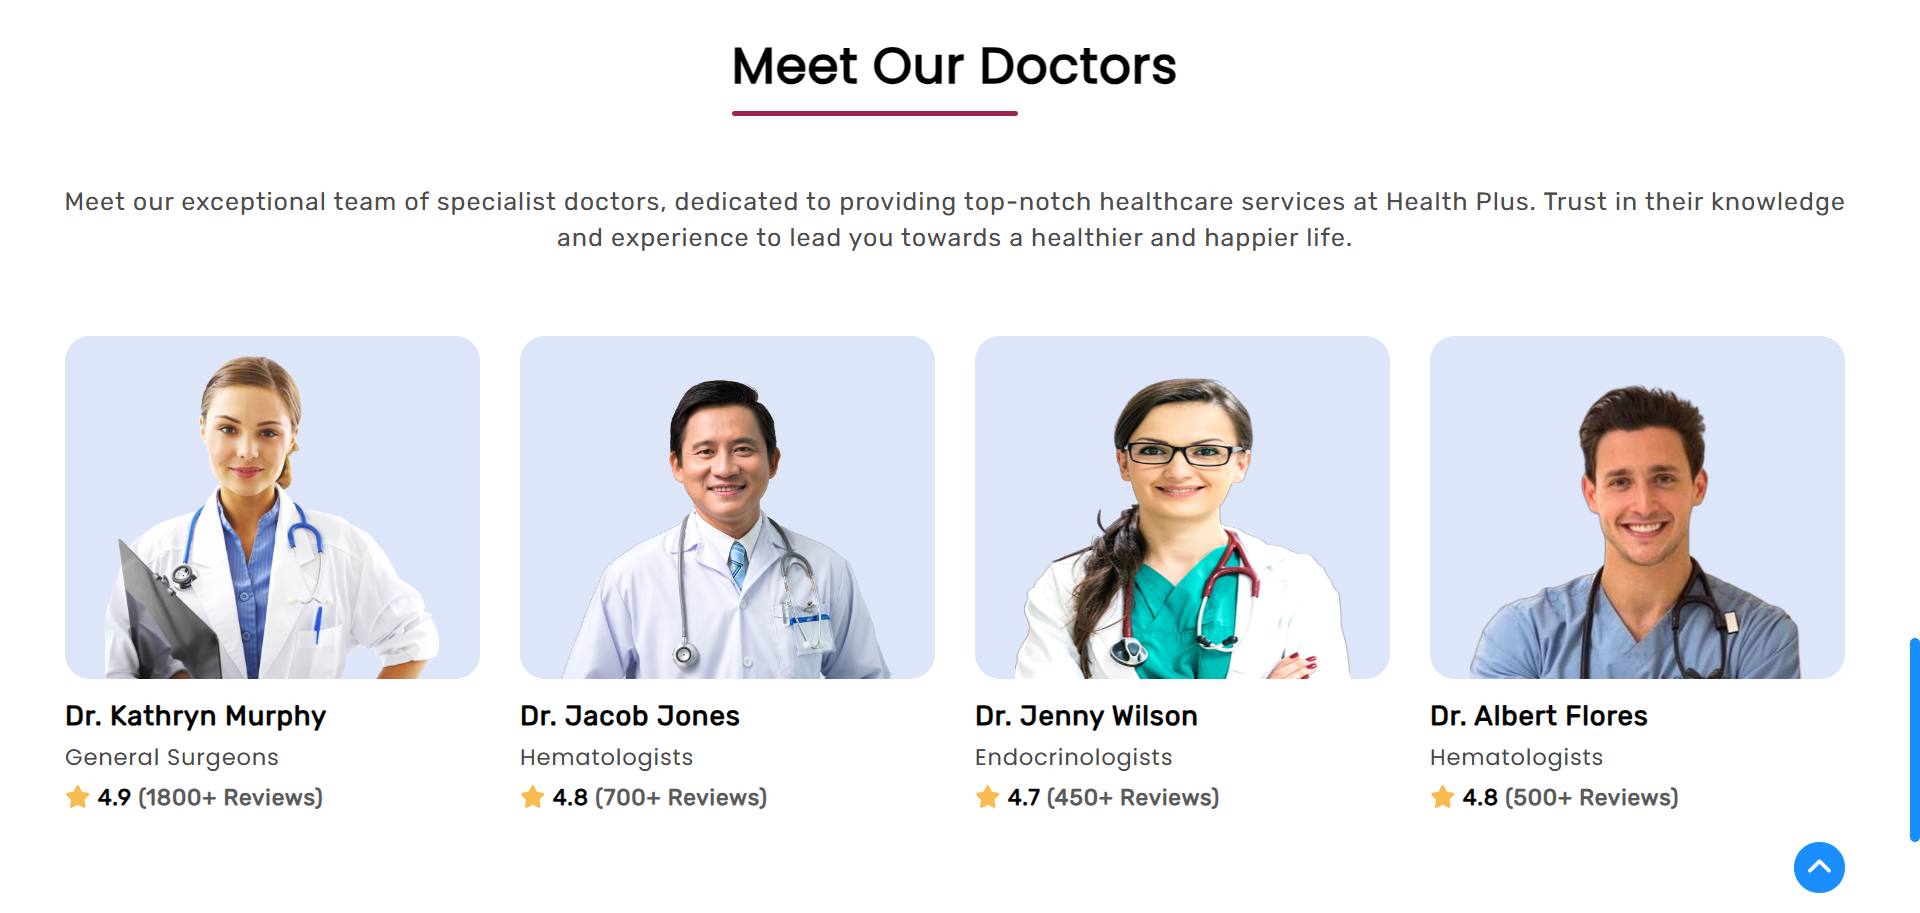 Meet Our Doctors
Meet our exceptional team of specialist doctors, dedicated to providing top-notch healthcare services at Health Plus. Trust in their knowledge
and experience to lead you towards a healthier and happier life.
Dr. Kathryn Murphy
General Surgeons
4.9 (1800+ Reviews)
Dr. Jacob Jones
Hematologists
4.8 (700+ Reviews)
Dr. Jenny Wilson
Endocrinologists
4.7 (450+ Reviews)
Dr. Albert Flores
Hematologists
4.8 (500+ Reviews)